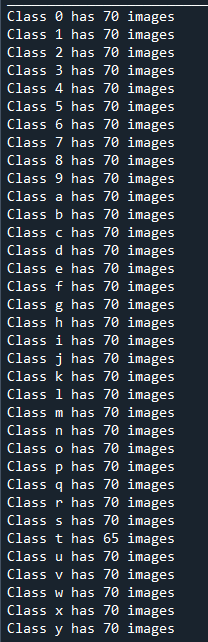 Class 0 has 70 images
Class 1 has 70 images
Class 2 has 70 images
Class 3 has 70 images
Class 4 has 70 images
Class 5 has 70 images
Class 6 has 70 images
Class 7 has 70 images
Class 8 has 70 images
Class 9 has 70 images
Class a has 70 images
Class b has 70 images
Class c has 70 images
Class d has 70 images
Class e has 70 images
Class f has 70 images
Class g has 70 images
Class h has 70 images
Class i has 70 images
Class j has 70 images
Class k has 70 images
Class l has 70 images
Class m has 70 images
Class n has 70 images
Class o has 70 images
Class p has 70 images
Class q has 70 images
Class r has 70 images
Class s has 70 images
Class t has 65 images
Class u has 70 images
Class v has 70 images
Class w has 70 images
Class x has 70 images
Class y has 70 images